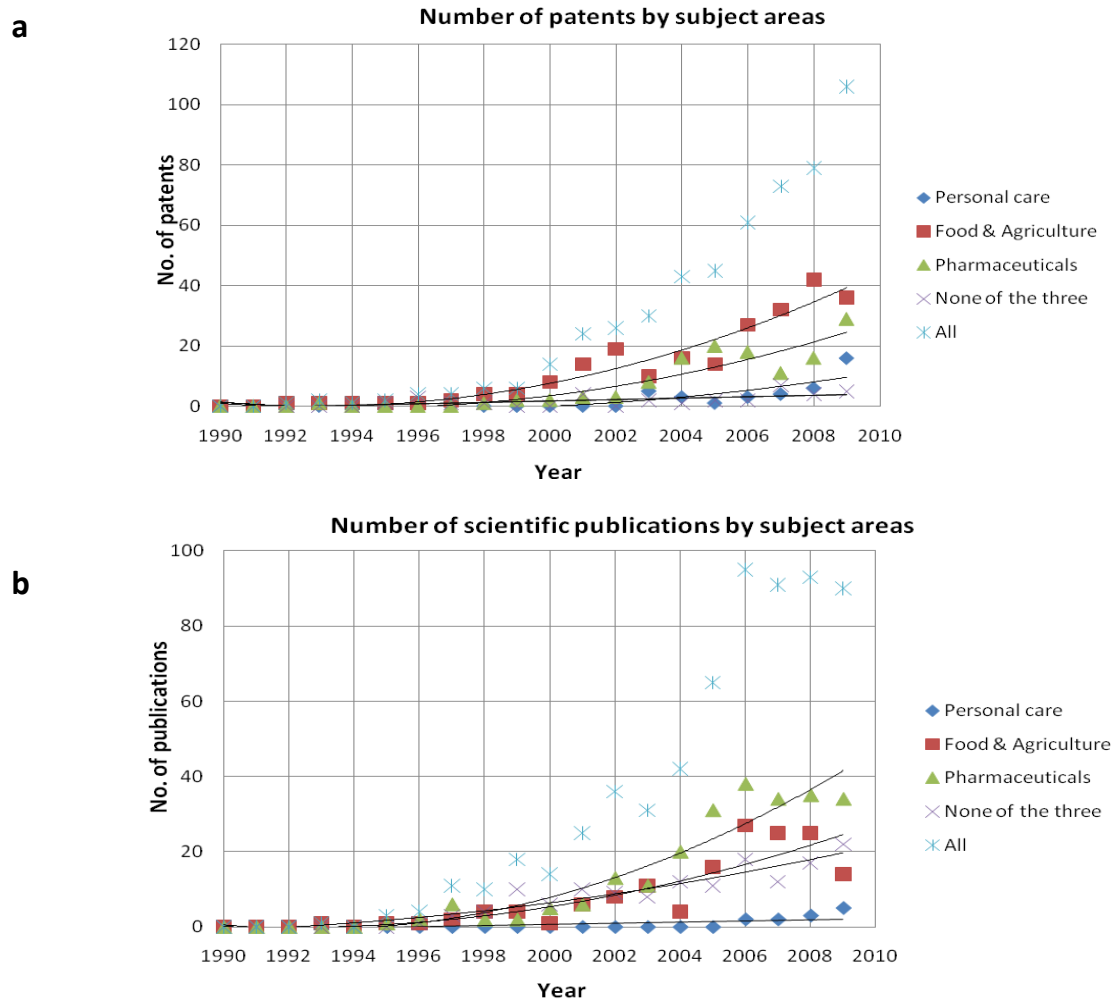 a
Number of patents by subject areas
120
100
80
60
40
20
0
No. of patents
1990 1992 1994 1996 1998 2000 2002 2004 2006 2008 2010
Year
Personal care
Food & Agriculture
Pharmaceuticals
None of the three
All
b
Number of scientific publications by subject areas
100
80
60
40
20
0
No. of publications
1990 1992 1994 1996 1998 2000 2002 2004 2006 2008 2010
Year
Personal care
Food & Agriculture
Pharmaceuticals
None of the three
All